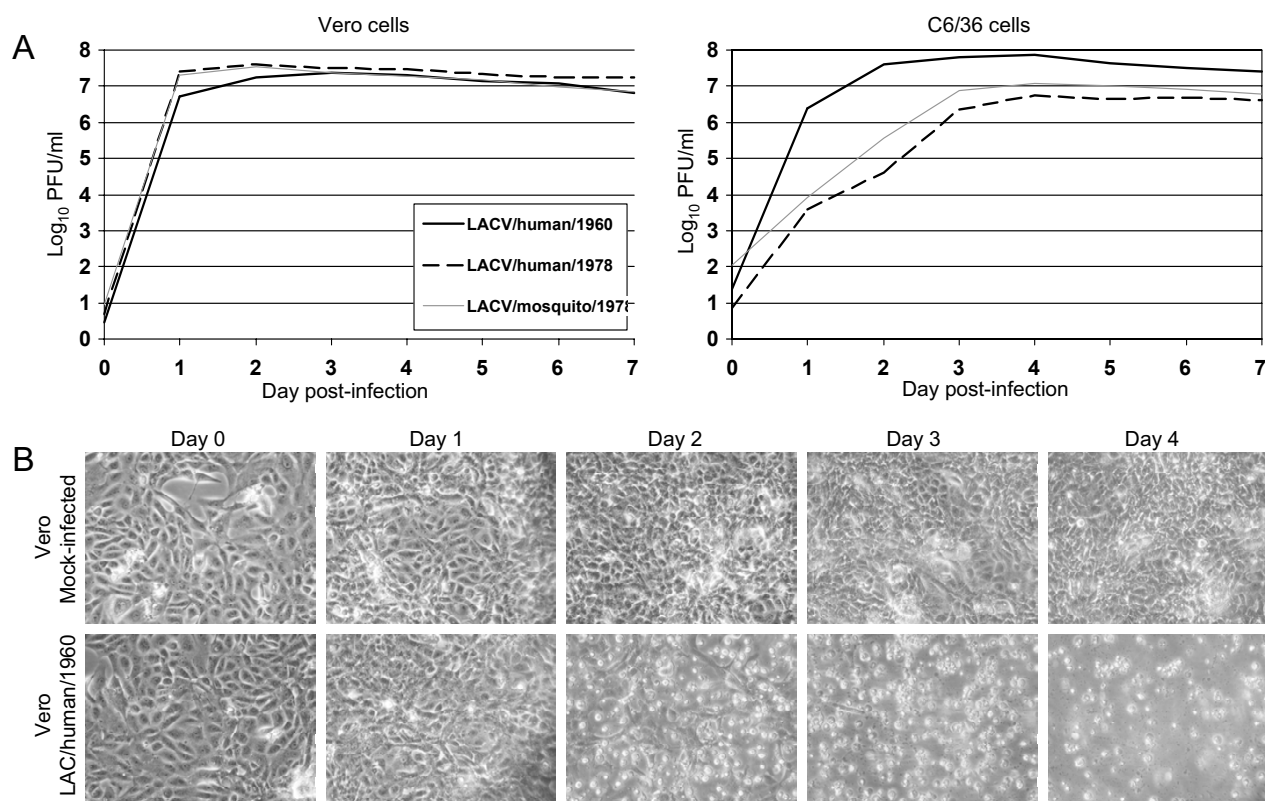 A
Vero cells
C6/36 cells
Log10 PFU/ml
8
7
6
5
4
3
2
1
0
0 1 2 3 4 5 6 7
Day post-infection
LACV/human/1960
LACV/human/1978
LACV/mosquito/1978
Log10 PFU/ml
8
7
6
5
4
3
2
1
0
0 1 2 3 4 5 6 7
Day post-infection
B
Day 0 Day 1 Day 2 Day 3 Day 4
Vero
Mock-infected
Vero
LAC/human/1960